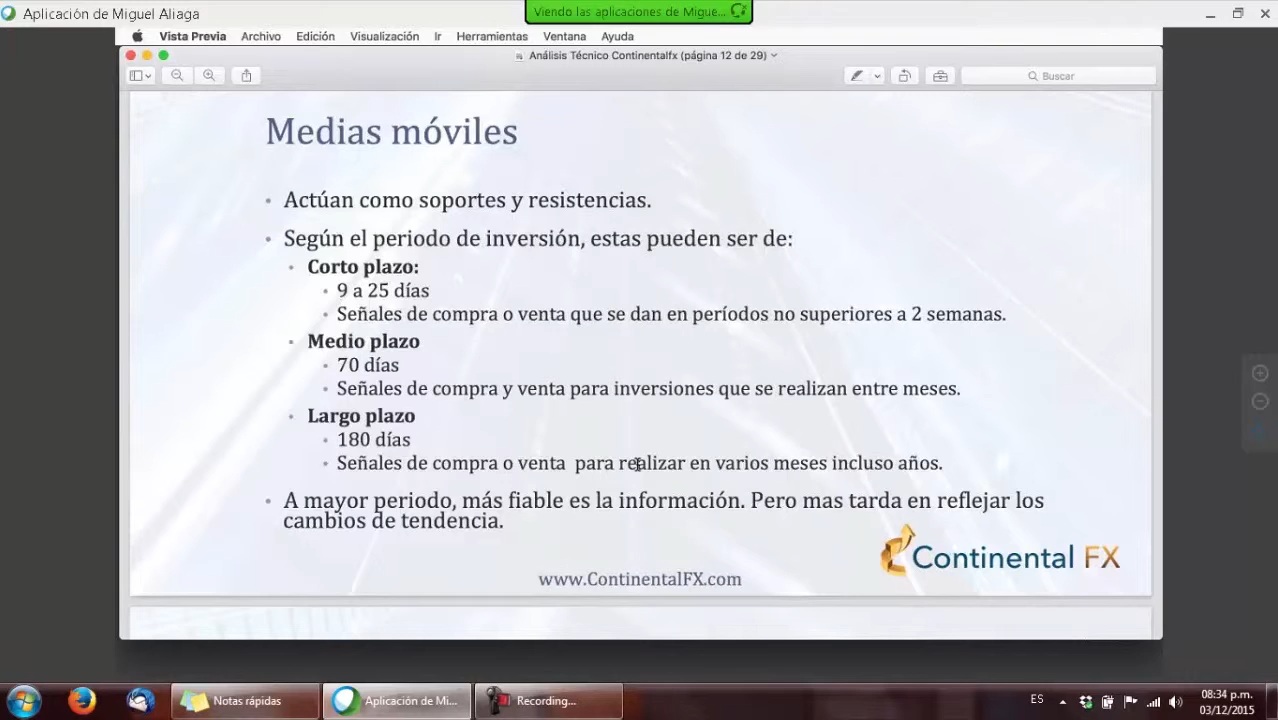 Aplicación de Miguel Aliaga
Viendo las aplicaciones de Migue...
Vista Previa Archivo Edición Visualización Ir Herramientas Ventana Ayuda
Análisis Técnico Continentalfx (página 12 de 29)
Buscar
Medias móviles
• Actúan como soportes y resistencias.
• Según el periodo de inversión, estas pueden ser de:
• Corto plazo:
• 9 a 25 días
• Señales de compra o venta que se dan en períodos no superiores a 2 semanas.
• Medio plazo
• 70 días
• Señales de compra y venta para inversiones que se realizan entre meses.
• Largo plazo
• 180 días
• Señales de compra o venta para realizar en varios meses incluso años.
• A mayor periodo, más fiable es la información. Pero mas tarda en reflejar los
cambios de tendencia.
Continental FX
www.ContinentalFX.com
Notas rápidas
Aplicación de Mi...
Recording...
ES
08:34 p.m.
03/12/2015